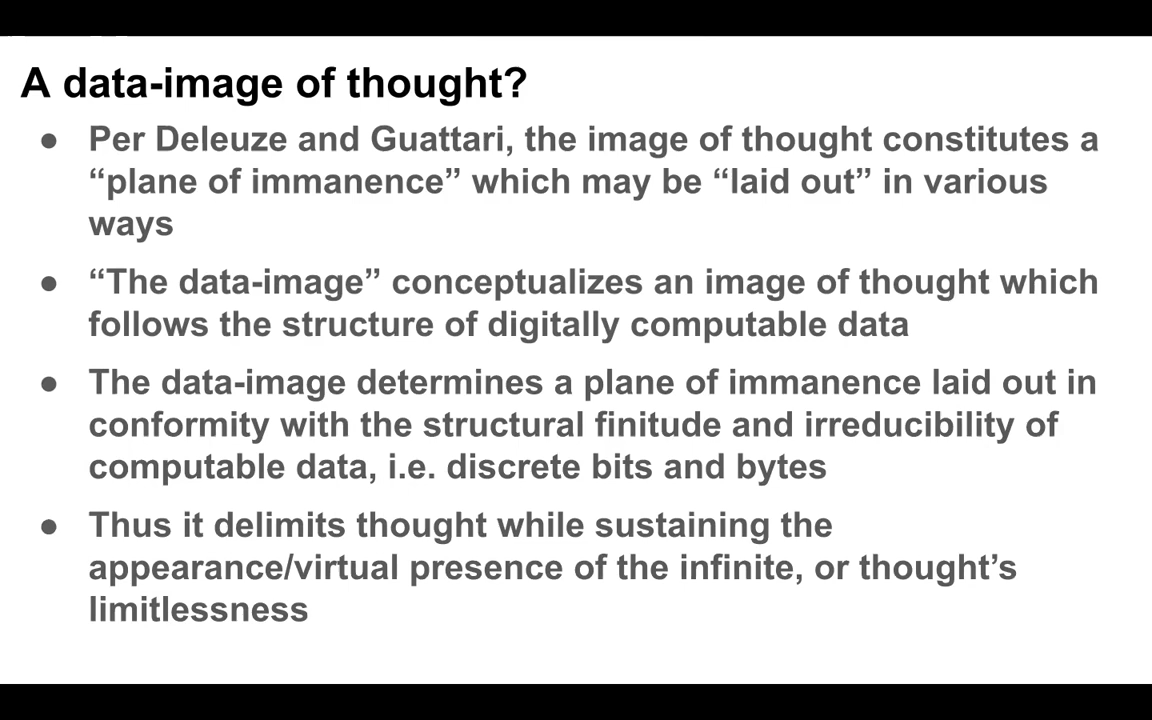 A data-image of thought?
● Per Deleuze and Guattari, the image of thought constitutes a
“plane of immanence” which may be “laid out” in various
ways
● “The data-image” conceptualizes an image of thought which
follows the structure of digitally computable data
● The data-image determines a plane of immanence laid out in
conformity with the structural finitude and irreducibility of
computable data, i.e. discrete bits and bytes
● Thus it delimits thought while sustaining the
appearance/virtual presence of the infinite, or thought’s
limitlessness